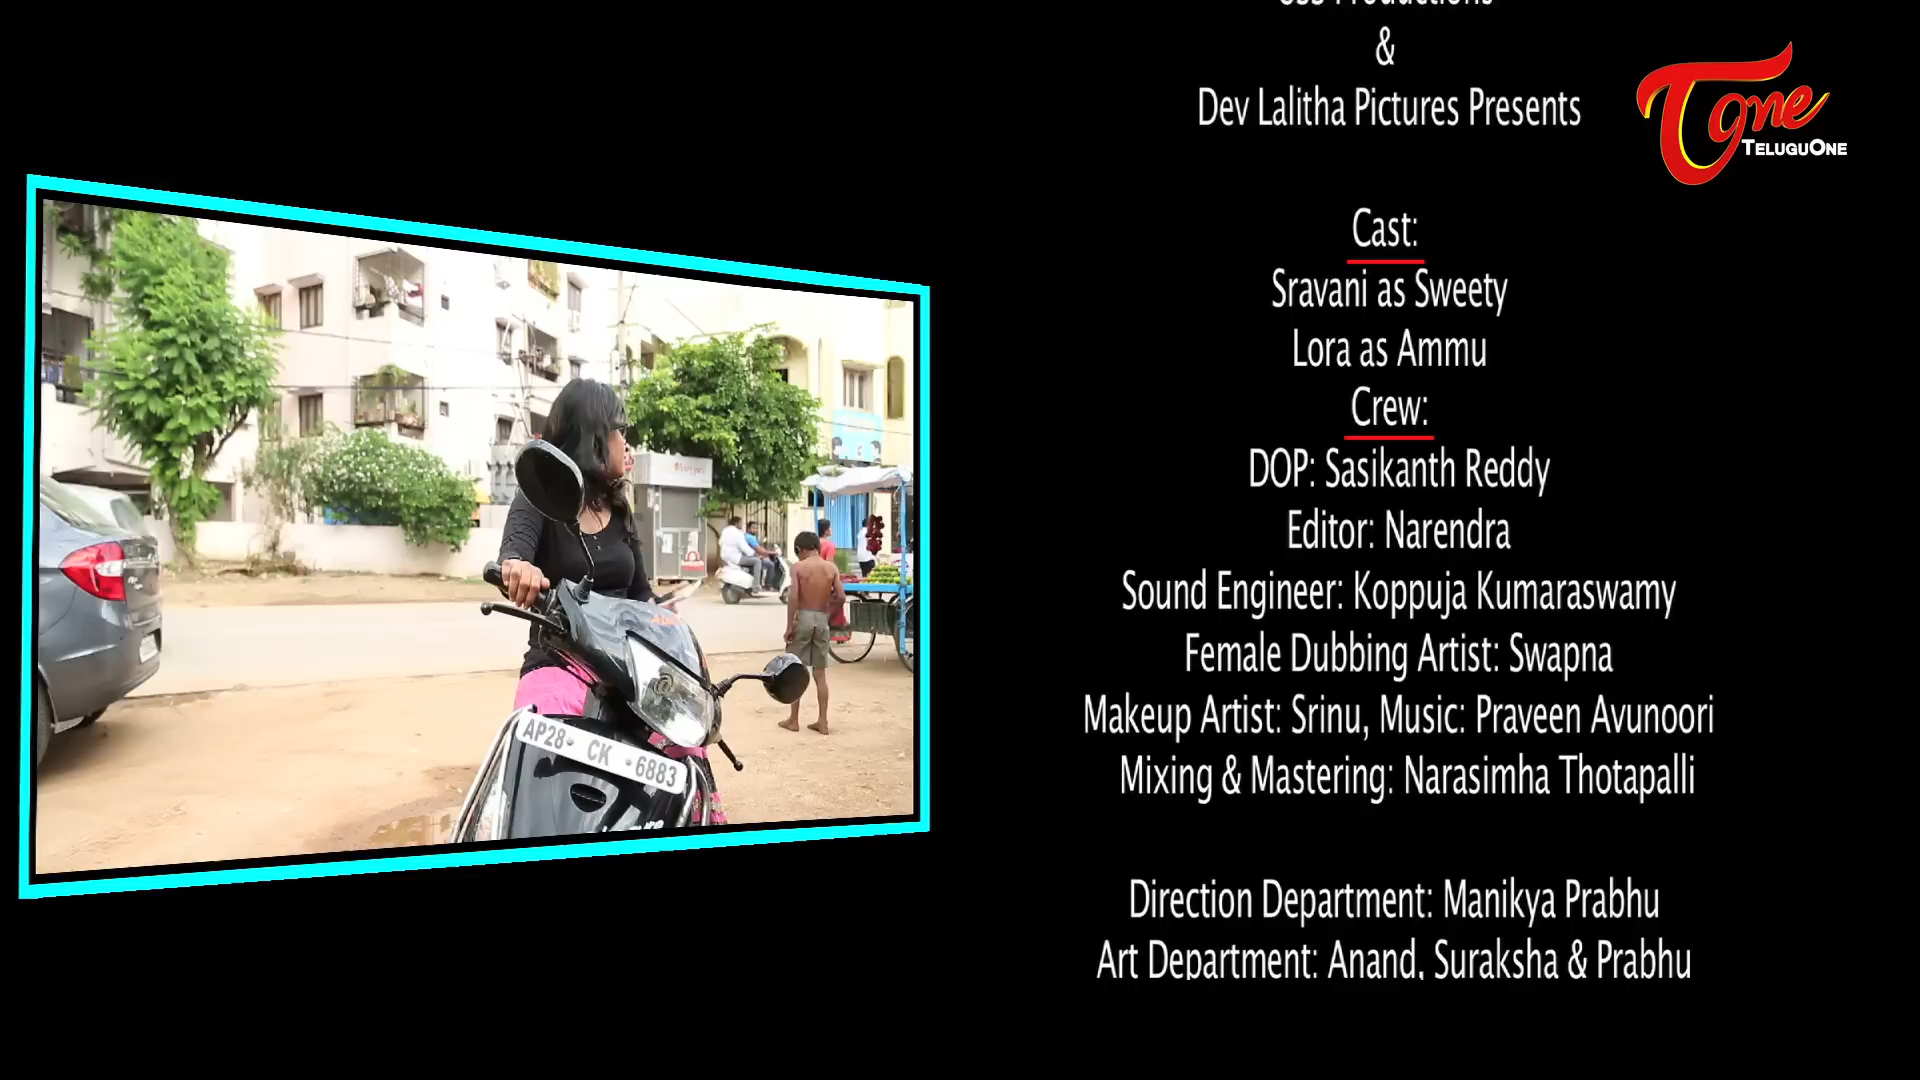 Productions
&
Dev Lalitha Pictures Presents
Tone
TELUGUONE
Cast:
Sravani as Sweety
Lora as Ammu
Crew:
DOP: Sasikanth Reddy
Editor: Narendra
Sound Engineer: Koppuja Kumaraswamy
Female Dubbing Artist: Swapna
Makeup Artist: Srinu, Music: Praveen Avunoori
Mixing & Mastering: Narasimha Thotapalli
Direction Department: Manikya Prabhu
Art Department: Anand, Suraksha & Prabhu
AP28 CK 6883